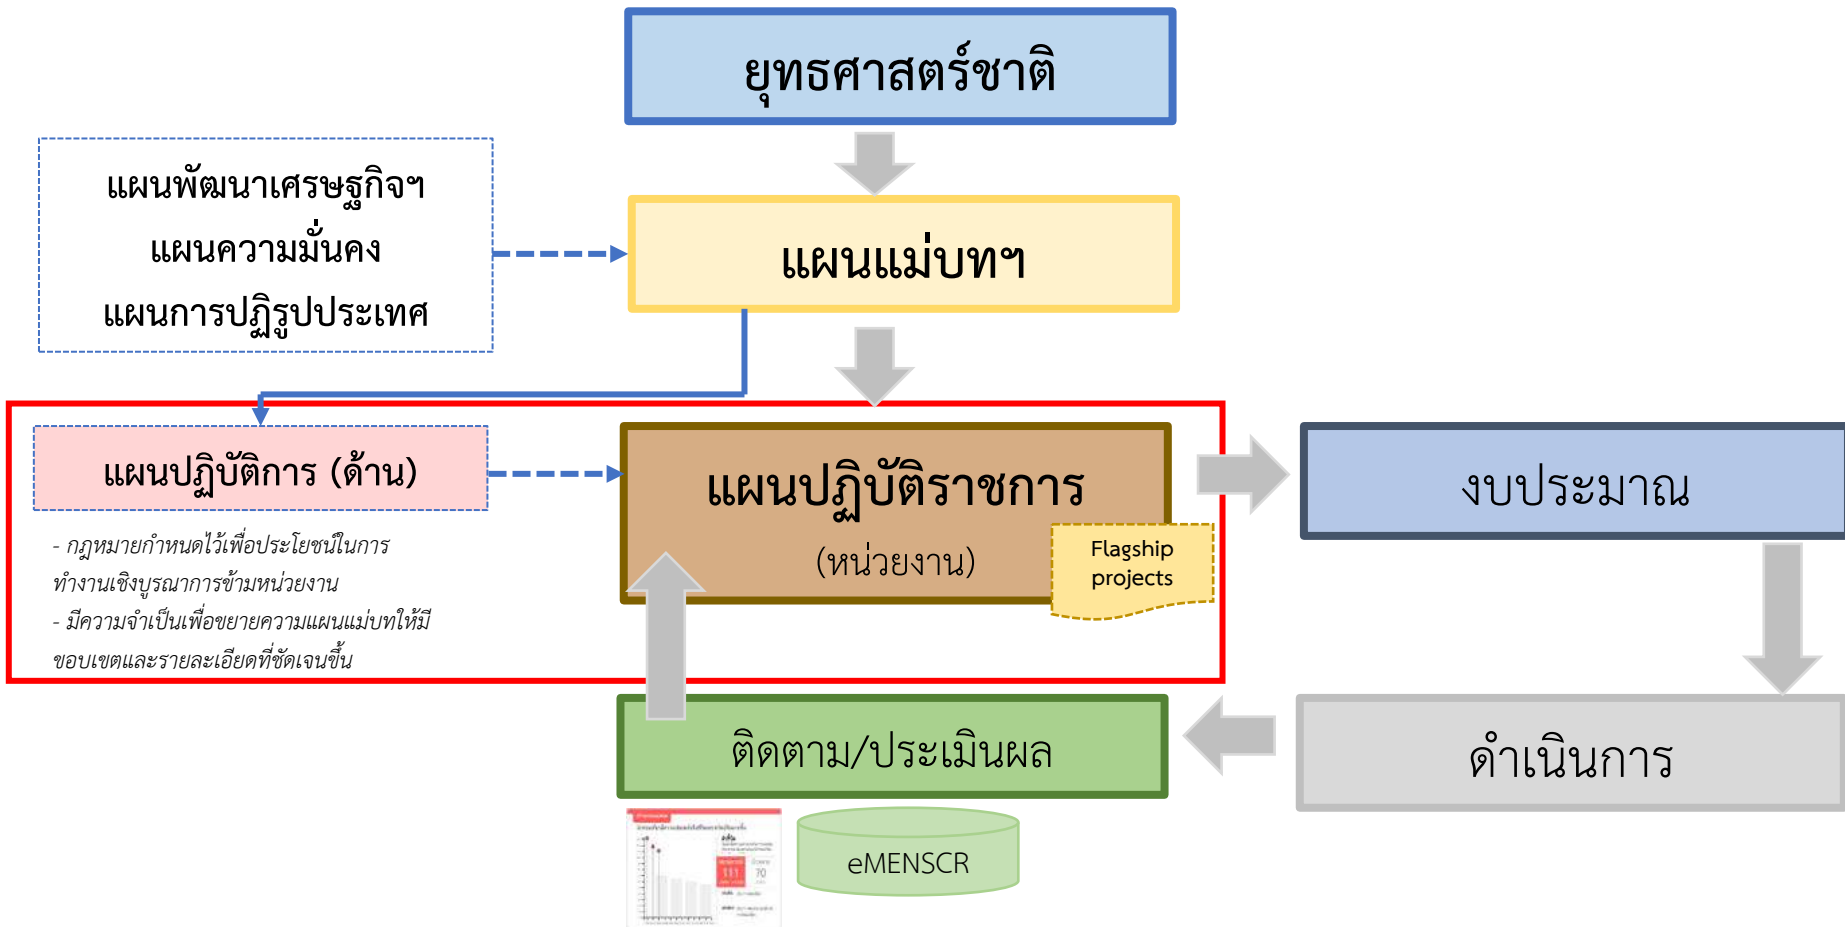 ยุทธศาสตร์ชาติ
แผนพัฒนาเศรษฐกิจฯ
แผนความมั่นคง
แผนการปฏิรูปประเทศ
แผนแม่บทฯ
แผนปฏิบัติการ (ด้าน)
- กฎหมายกำหนดไว้เพื่อประโยชน์ในการ
ทำงานเชิงบูรณาการข้ามหน่วยงาน
- มีความจำเป็นเพื่อขยายความแผนแม่บทให้มี
ขอบเขตและรายละเอียดที่ชัดเจนขึ้น
แผนปฏิบัติราชการ
(หน่วยงาน)
Flagship
projects
งบประมาณ
ติดตาม/ประเมินผล
ดำเนินการ
111
70
eMENSCR